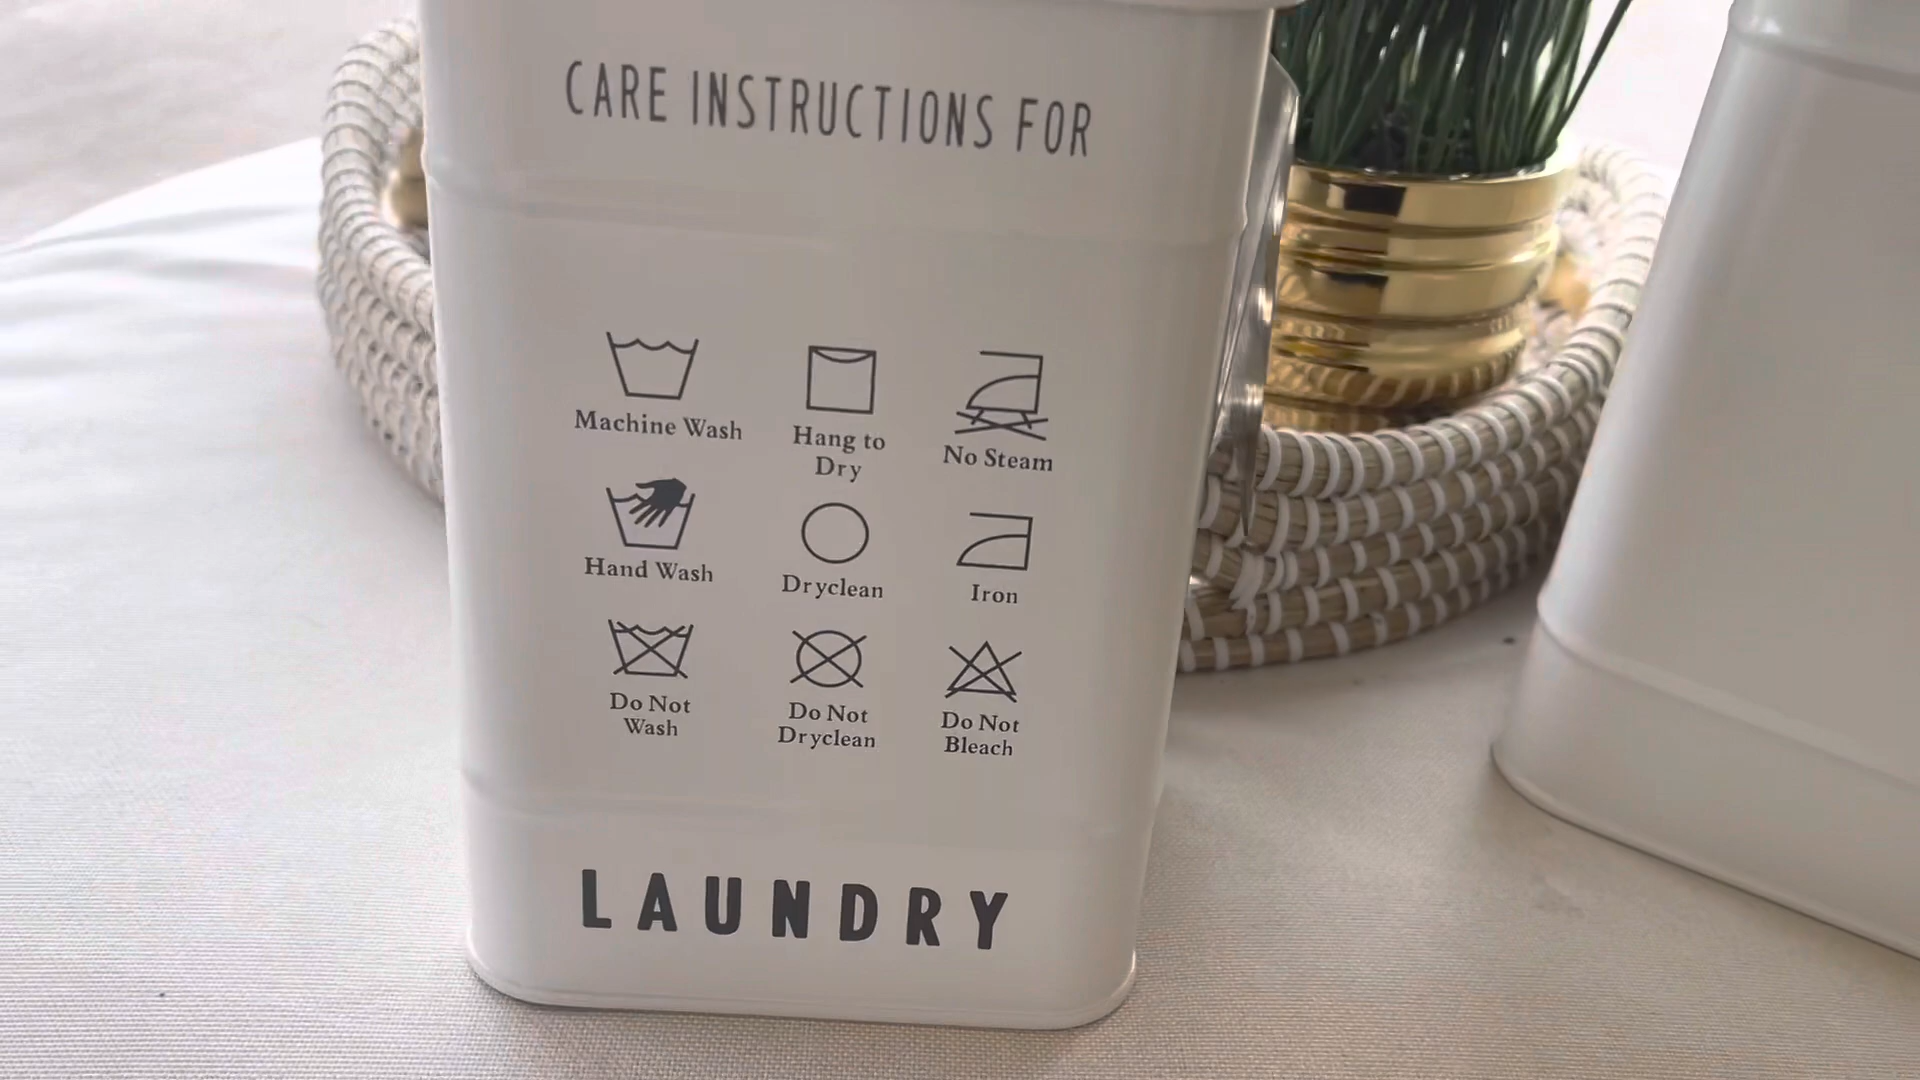 CARE INSTRUCTIONS FOR
Machine Wash
Hang to
Dry
No Steam
Hand Wash
Dryclean
Iron
Do Not
Wash
Do Not
Dryclean
Do Not
Bleach
LAUNDRY